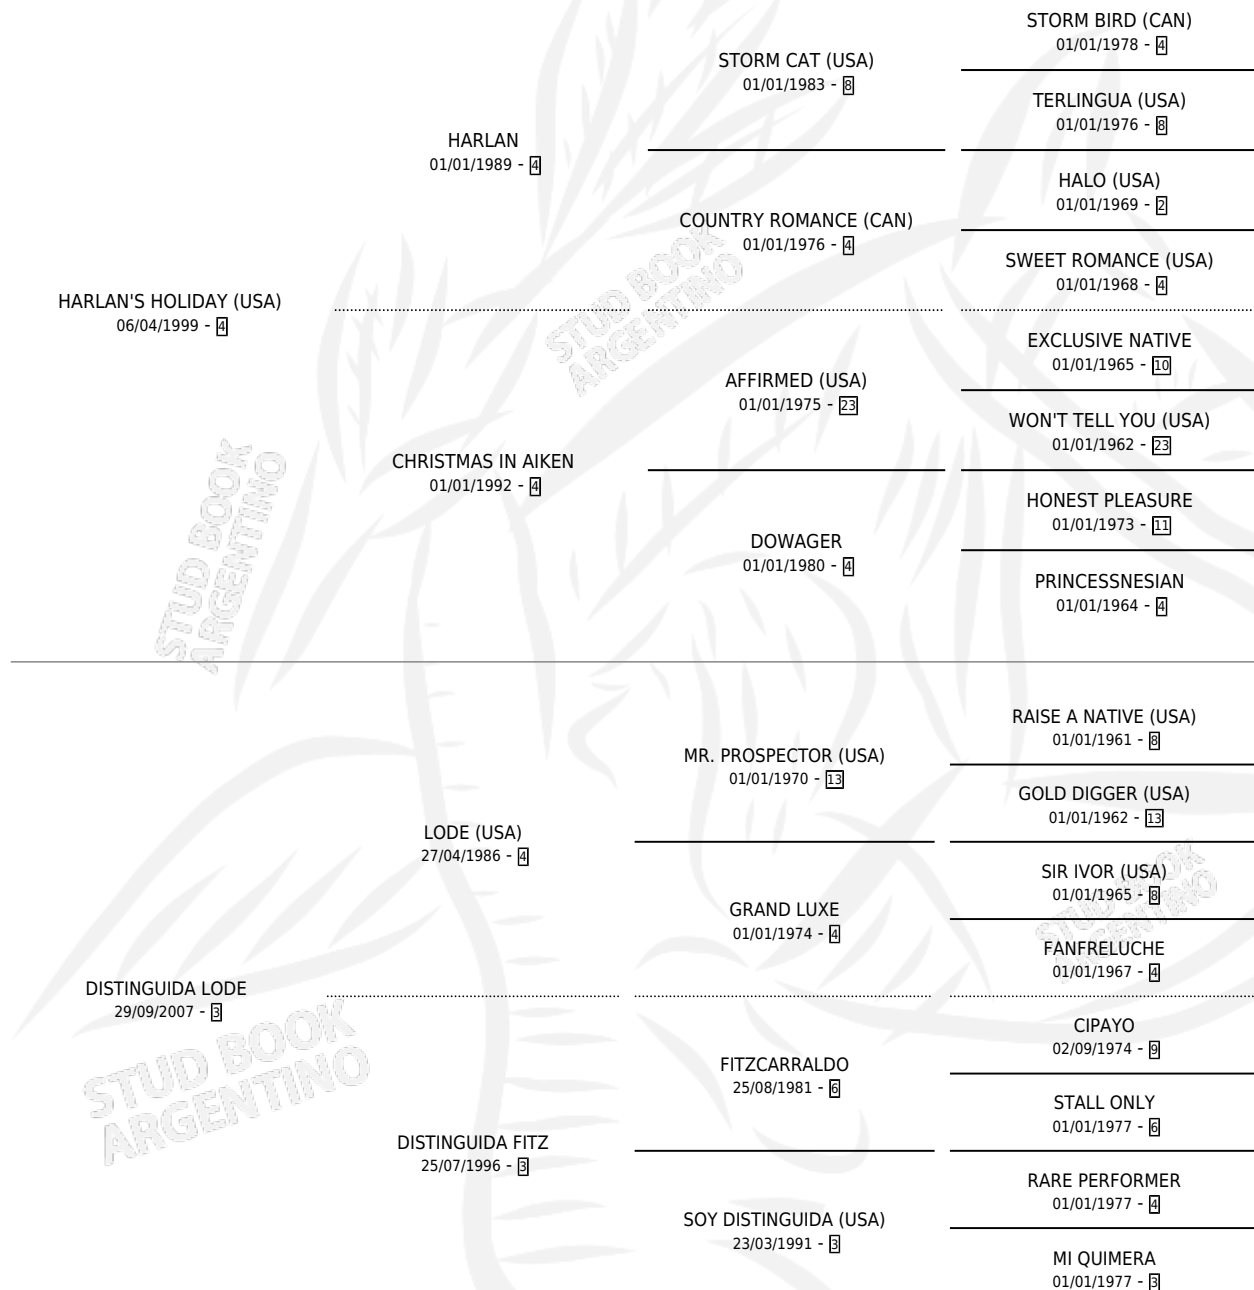 STORM BIRD (CAN)
01/01/1978 - 4
STORM CAT (USA)
01/01/1983 - 8
TERLINGUA (USA)
01/01/1976 - 8
HARLAN
01/01/1989 - 4
HALO (USA)
01/01/1969 - 2
COUNTRY ROMANCE (CAN)
01/01/1976 - 4
SWEET ROMANCE (USA)
01/01/1968 - 4
HARLAN'S HOLIDAY (USA)
06/04/1999 - 4
STUD BOOK
ARGENTINO
EXCLUSIVE NATIVE
01/01/1965 - 10
AFFIRMED (USA)
01/01/1975 - 23
WON'T TELL YOU (USA)
01/01/1962 - 23
CHRISTMAS IN AIKEN
01/01/1992 - 4
HONEST PLEASURE
01/01/1973 - 11
DOWAGER
01/01/1980 - 4
PRINCESSNESIAN
01/01/1964 - 4
STUD BOOK
ARGENTINO
RAISE A NATIVE (USA)
01/01/1961 - 8
MR. PROSPECTOR (USA)
01/01/1970 - 13
GOLD DIGGER (USA)
01/01/1962 - 13
LODE (USA)
27/04/1986 - 4
SIR IVOR (USA)
01/01/1965 - 8
GRAND LUXE
01/01/1974 - 4
STUD BOOK
ARGENTINO
FANFRELUCHE
01/01/1967 - 4
DISTINGUIDA LODE
29/09/2007 - 3
STUD BOOK
ARGENTINO
CIPAYO
02/09/1974 - 9
FITZCARRALDO
25/08/1981 - 6
STALL ONLY
01/01/1977 - 6
DISTINGUIDA FITZ
25/07/1996 - 3
RARE PERFORMER
01/01/1977 - 4
SOY DISTINGUIDA (USA)
23/03/1991 - 3
MI QUIMERA
01/01/1977 - 3